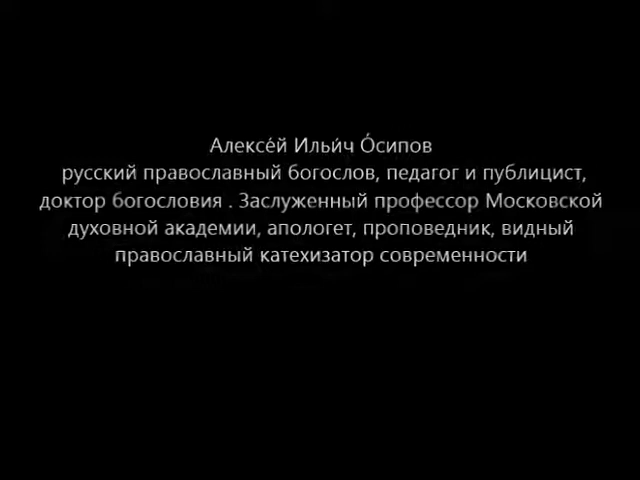 Алексе́й Ильи́ч О́сипов
русский православный богослов, педагог и публицист,
доктор богословия . Заслуженный профессор Московской
духовной академии, апологет, проповедник, видный
православный катехизатор современности